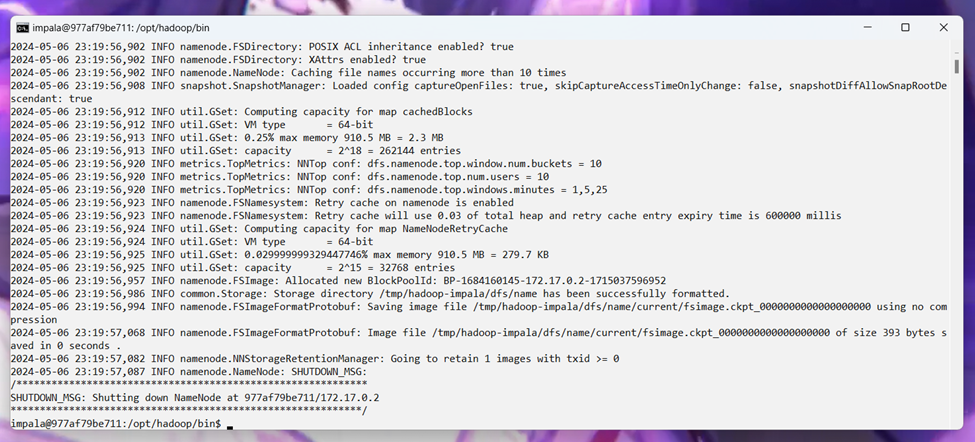 impala@977af79be711: /opt/hadoop/bin
2024-05-06 23:19:56,902 INFO namenode.FSDirectory: POSIX ACL inheritance enabled? true
2024-05-06 23:19:56,902 INFO namenode.FSDirectory: XAttrs enabled? true
2024-05-06 23:19:56,902 INFO namenode.NameNode: Caching file names occurring more than 10 times
2024-05-06 23:19:56,908 INFO snapshot.SnapshotManager: Loaded config captureOpenFiles: true, skipCaptureAccessTimeOnlyChange: false, snapshotDiffAllowSnapRootDe
scendant: true
2024-05-06 23:19:56,912 INFO util.GSet: Computing capacity for map cachedBlocks
2024-05-06 23:19:56,912 INFO util.GSet: VM type       = 64-bit
2024-05-06 23:19:56,913 INFO util.GSet: 0.25% max memory 910.5 MB = 2.3 MB
2024-05-06 23:19:56,913 INFO util.GSet: capacity      = 2^18 = 262144 entries
2024-05-06 23:19:56,920 INFO metrics.TopMetrics: NNTop conf: dfs.namenode.top.window.num.buckets = 10
2024-05-06 23:19:56,920 INFO metrics.TopMetrics: NNTop conf: dfs.namenode.top.num.users = 10
2024-05-06 23:19:56,920 INFO metrics.TopMetrics: NNTop conf: dfs.namenode.top.windows.minutes = 1,5,25
2024-05-06 23:19:56,923 INFO namenode.FSNamesystem: Retry cache on namenode is enabled
2024-05-06 23:19:56,923 INFO namenode.FSNamesystem: Retry cache will use 0.03 of total heap and retry cache entry expiry time is 600000 millis
2024-05-06 23:19:56,924 INFO util.GSet: Computing capacity for map NameNodeRetryCache
2024-05-06 23:19:56,924 INFO util.GSet: VM type       = 64-bit
2024-05-06 23:19:56,925 INFO util.GSet: 0.029999999329447746% max memory 910.5 MB = 279.7 KB
2024-05-06 23:19:56,925 INFO util.GSet: capacity      = 2^15 = 32768 entries
2024-05-06 23:19:56,957 INFO namenode.FSImage: Allocated new BlockPoolId: BP-1684160145-172.17.0.2-1715037596952
2024-05-06 23:19:56,986 INFO common.Storage: Storage directory /tmp/hadoop-impala/dfs/name has been successfully formatted.
2024-05-06 23:19:56,994 INFO namenode.FSImageFormatProtobuf: Saving image file /tmp/hadoop-impala/dfs/name/current/fsimage.ckpt_0000000000000000000 using no com
pression
2024-05-06 23:19:57,068 INFO namenode.FSImageFormatProtobuf: Image file /tmp/hadoop-impala/dfs/name/current/fsimage.ckpt_0000000000000000000 of size 393 bytes s
aved in 0 seconds .
2024-05-06 23:19:57,082 INFO namenode.NNStorageRetentionManager: Going to retain 1 images with txid >= 0
2024-05-06 23:19:57,087 INFO namenode.NameNode: SHUTDOWN_MSG:
/************************************************************
SHUTDOWN_MSG: Shutting down NameNode at 977af79be711/172.17.0.2
************************************************************/
impala@977af79be711:/opt/hadoop/bin$